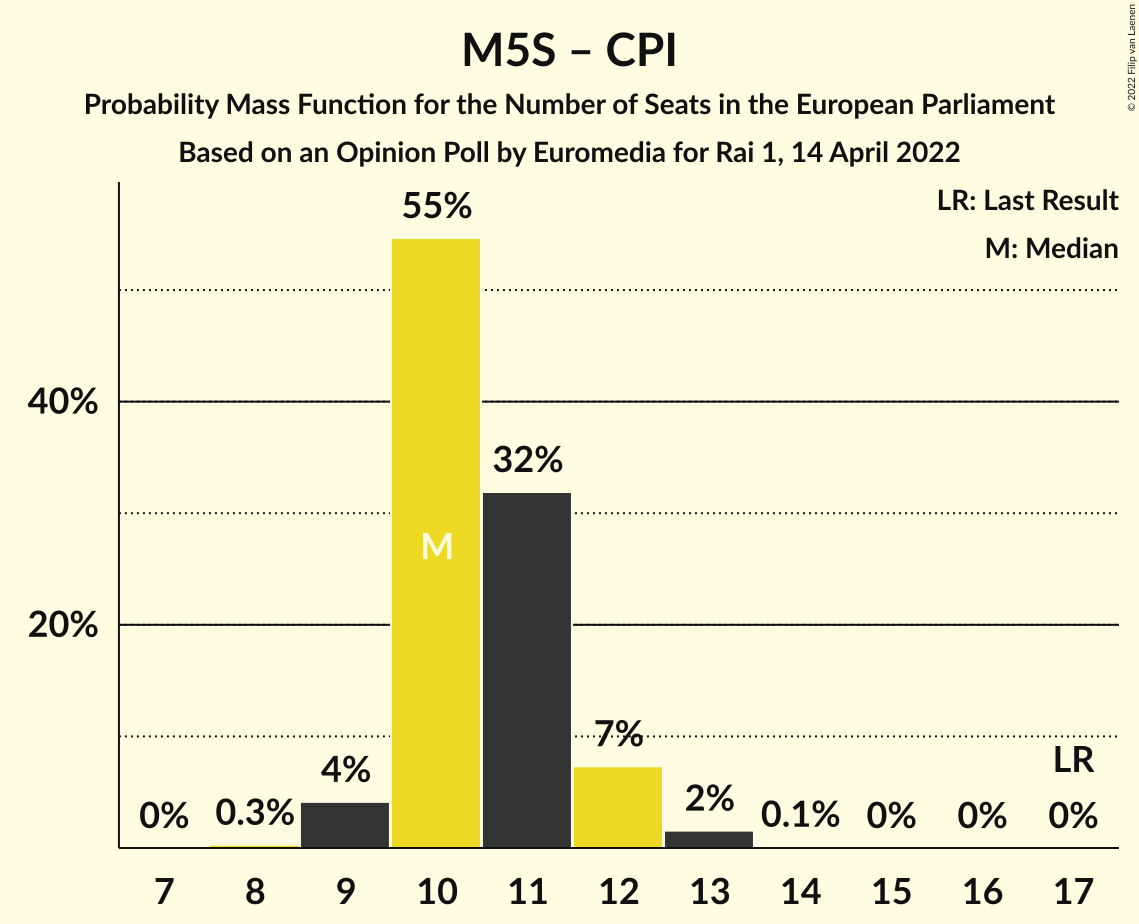 M5S – CPI
Probability Mass Function for the Number of Seats in the European Parliament
Based on an Opinion Poll by Euromedia for Rai 1, 14 April 2022
© 2022 Filip van Laenen
LR: Last Result
M: Median
55%
40%
32%
M
20%
7%
4%
LR
2%
0% 0.3% 0.1% 0% 0% 0%
7 8 9 10 11 12 13 14 15 16 17